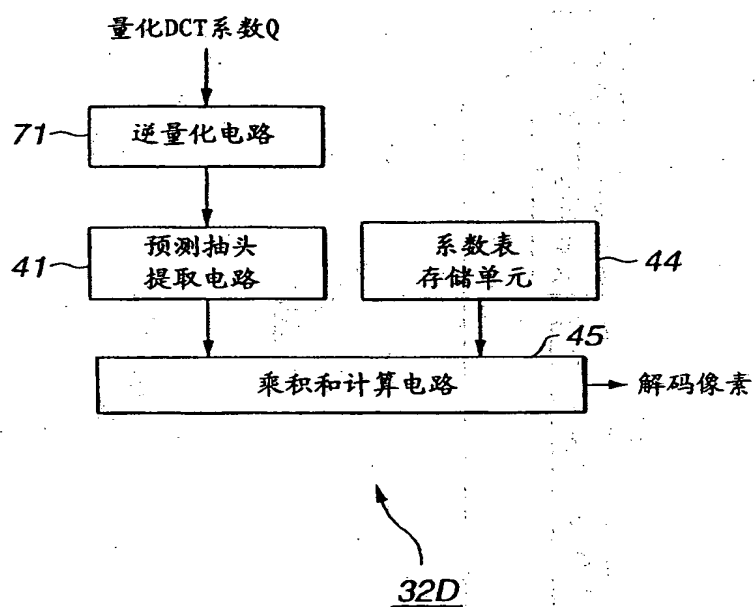 量化DCT系数Q
71
逆量化电路
41
预测抽头
提取电路
系数表
存储单元
44
45
乘积和计算电路
解码像素
32D